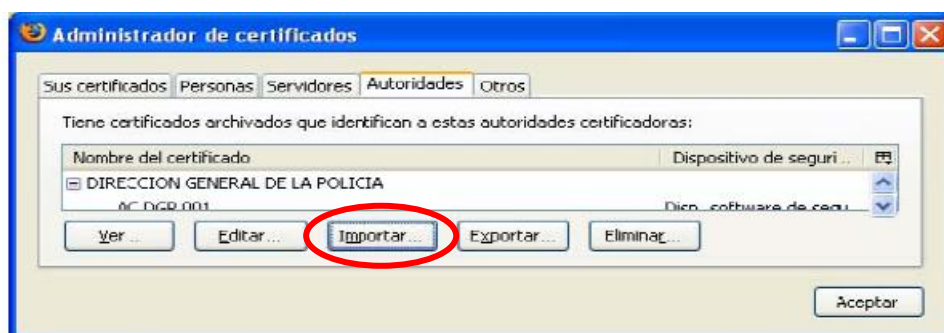 Administrador de certificados
Sus certificados Personas Servidores Autoridades Otros
Tiene certificados archivados que identifican a estas autoridades certificadoras:
Nombre del certificado Dispositivo de seguri...
DIRECCION GENERAL DE LA POLICIA
AC DGP 001 Disp. software de segu
Ver... Editar... Importar... Exportar... Eliminar...
Aceptar